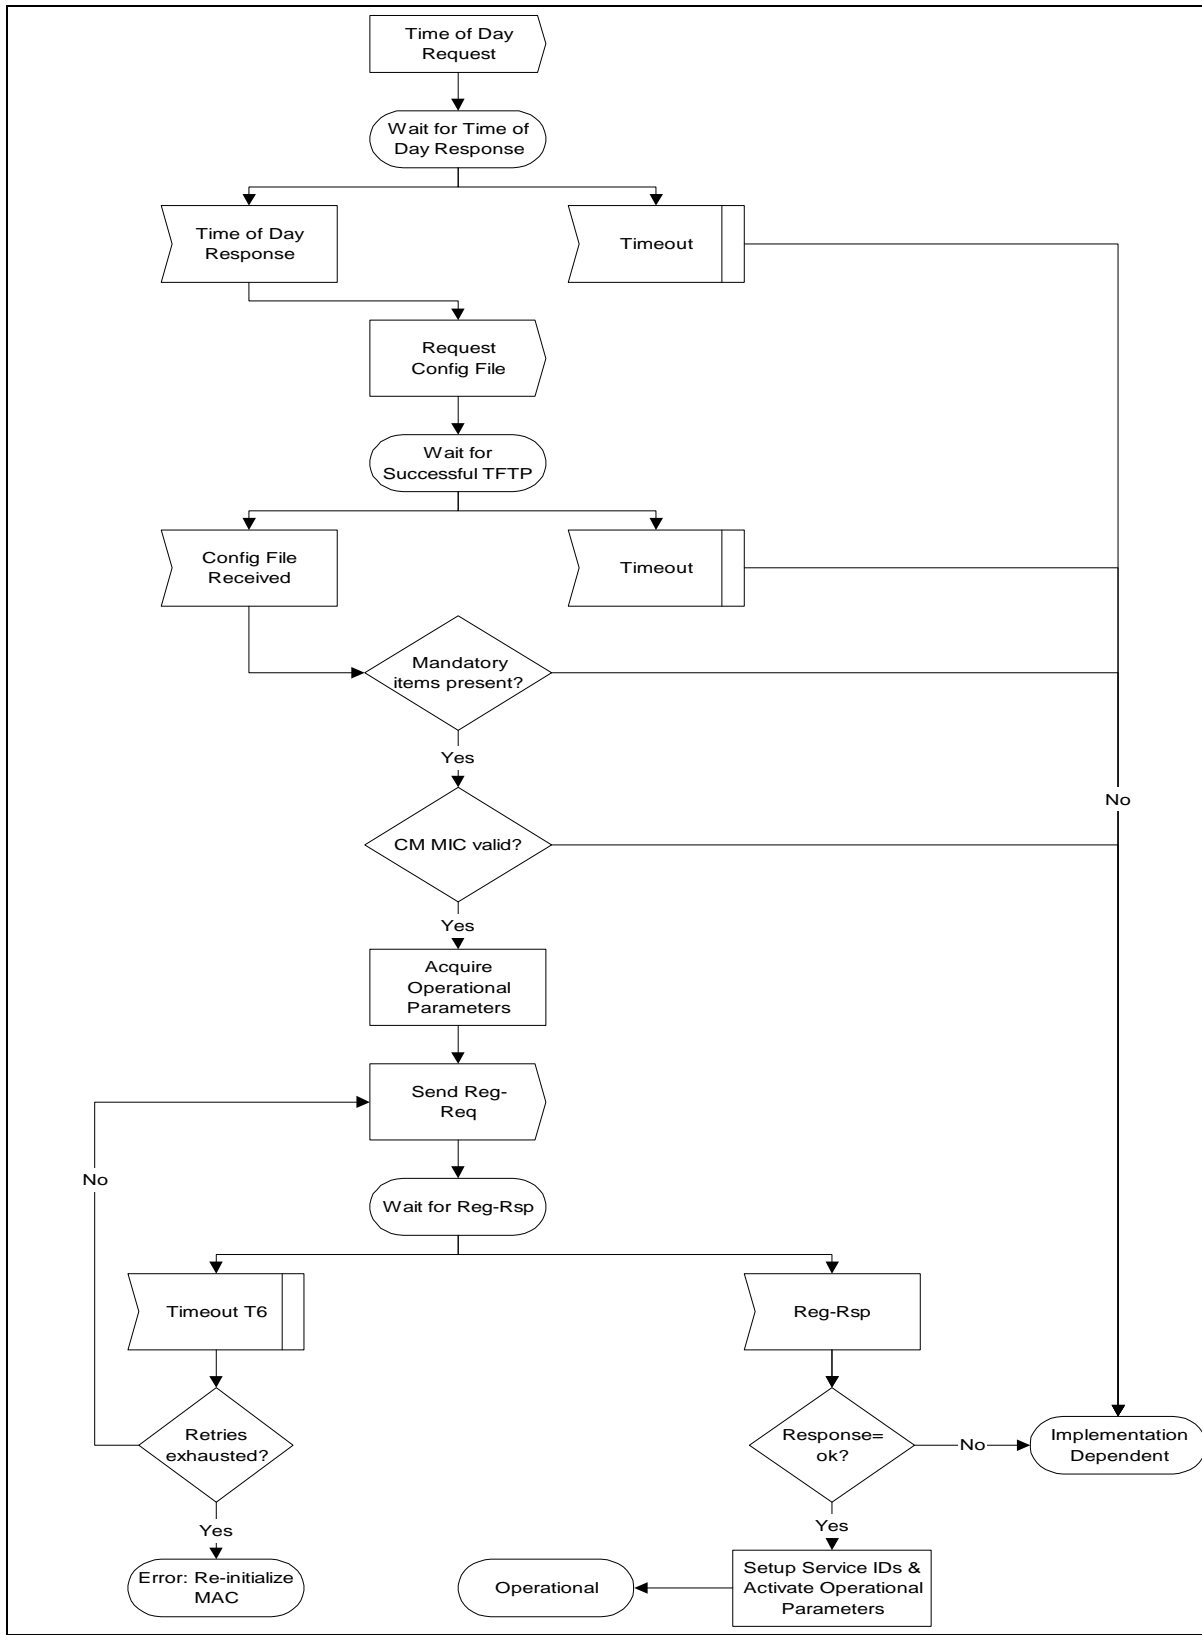 Time of Day
Request
Wait for Time of
Day Response
Time of Day
Response
Timeout
Request
Config File
Wait for
Successful TFTP
Config File
Received
Timeout
Mandatory
items present?
Yes
No
CM MIC valid?
Yes
Acquire
Operational
Parameters
Send Reg-
Req
No
Wait for Reg-Rsp
Timeout T6
Reg-Rsp
Retries
exhausted?
Response=
ok?
No
Implementation
Dependent
Yes
Yes
Error: Re-initialize
MAC
Operational
Setup Service IDs &
Activate Operational
Parameters